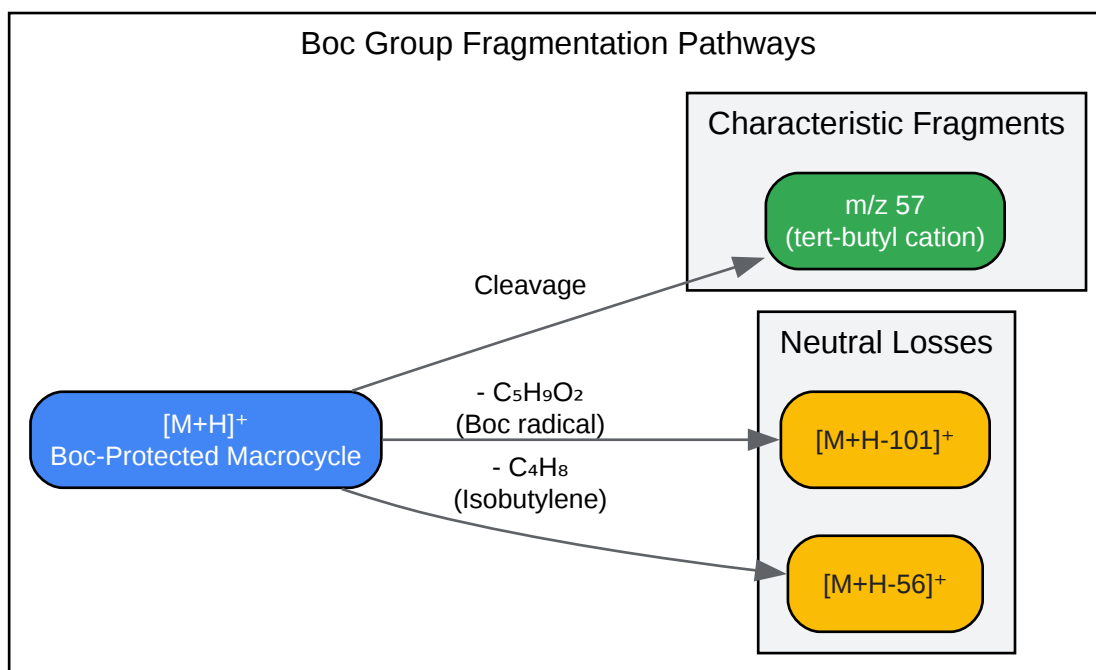 Boc Group Fragmentation Pathways
Characteristic Fragments
m/z 57
(tert-butyl cation)
Cleavage
Neutral Losses
- C₅H₉O₂
(Boc radical)
[M+H]⁺
Boc-Protected Macrocycle
[M+H-101]⁺
- C₄H₈
(Isobutylene)
[M+H-56]⁺